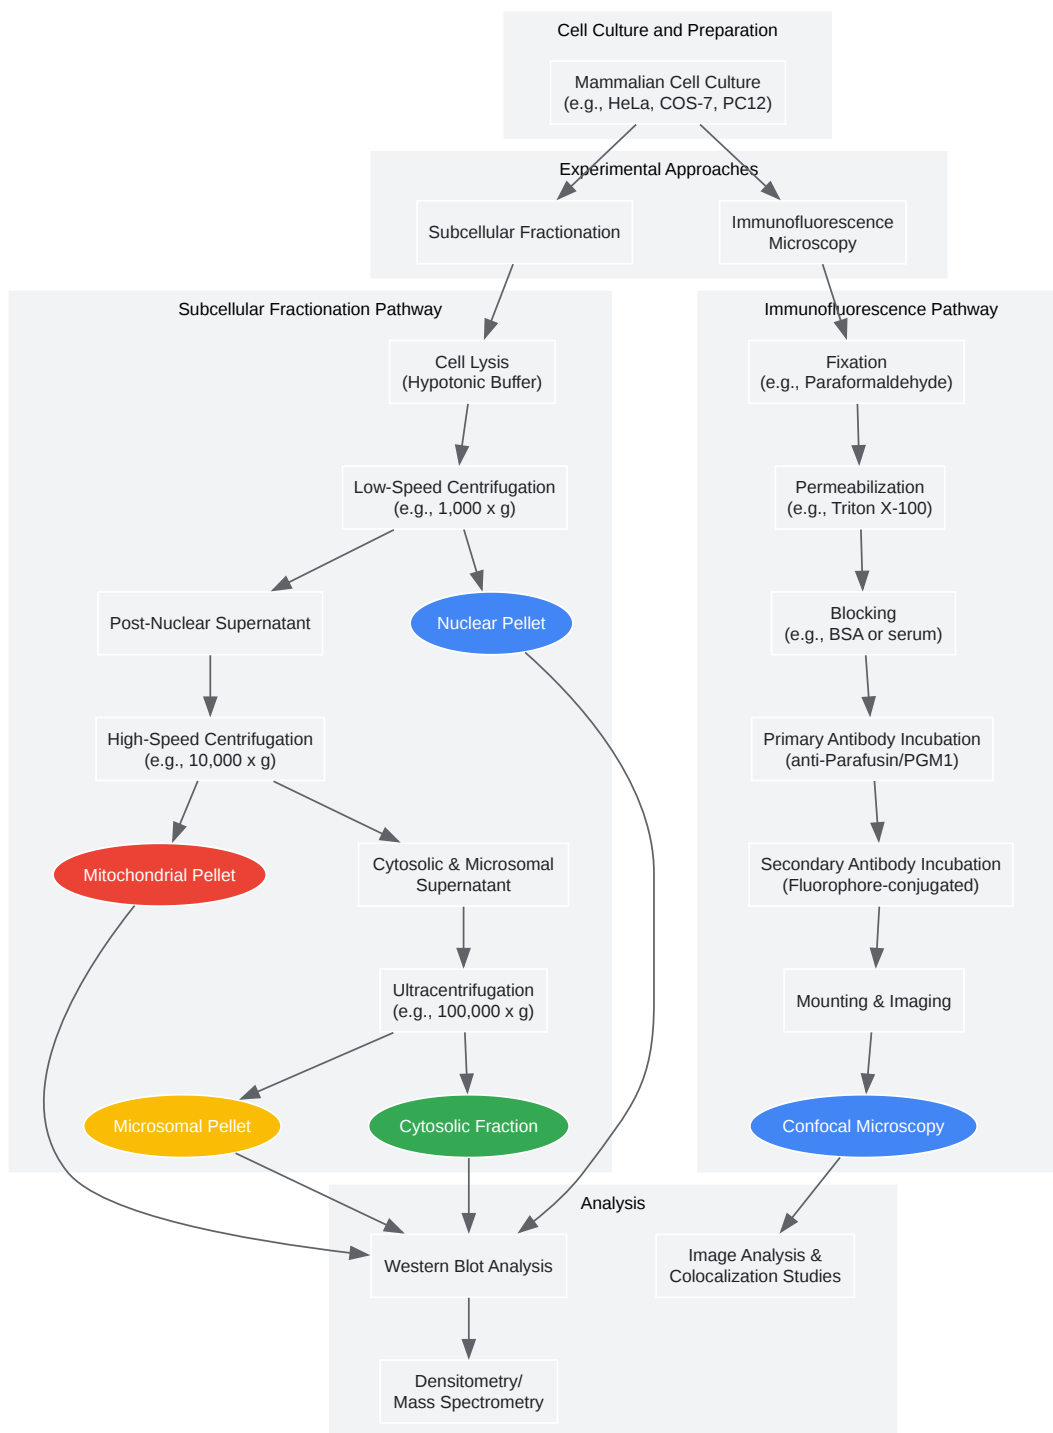 Cell Culture and Preparation
Mammalian Cell Culture
(e.g., HeLa, COS-7, PC12)
Experimental Approaches
Subcellular Fractionation
Immunofluorescence
Microscopy
Subcellular Fractionation Pathway
Cell Lysis
(Hypotonic Buffer)
Low-Speed Centrifugation
(e.g., 1,000 x g)
Post-Nuclear Supernatant
Nuclear Pellet
High-Speed Centrifugation
(e.g., 10,000 x g)
Mitochondrial Pellet
Cytosolic & Microsomal
Supernatant
Ultracentrifugation
(e.g., 100,000 x g)
Microsomal Pellet
Cytosolic Fraction
Immunofluorescence Pathway
Fixation
(e.g., Paraformaldehyde)
Permeabilization
(e.g., Triton X-100)
Blocking
(e.g., BSA or serum)
Primary Antibody Incubation
(anti-Parafusin/PGM1)
Secondary Antibody Incubation
(Fluorophore-conjugated)
Mounting & Imaging
Confocal Microscopy
Analysis
Western Blot Analysis
Image Analysis &
Colocalization Studies
Densitometry/
Mass Spectrometry